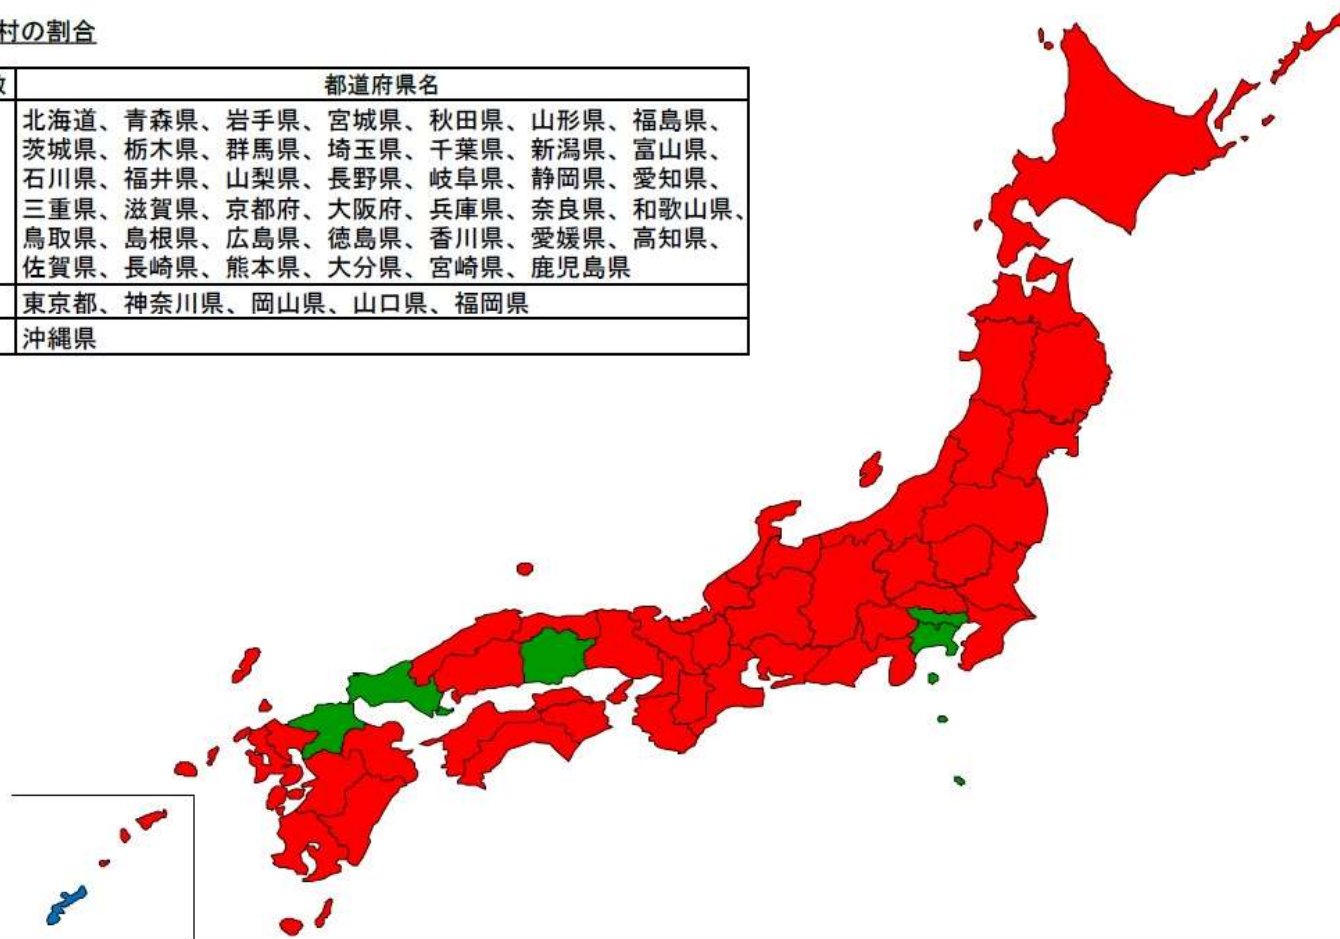 村の割合
数 都道府県名
北海道、青森県、岩手県、宮城県、秋田県、山形県、福島県、
茨城県、栃木県、群馬県、埼玉県、千葉県、新潟県、富山県、
石川県、福井県、山梨県、長野県、岐阜県、静岡県、愛知県、
三重県、滋賀県、京都府、大阪府、兵庫県、奈良県、和歌山県、
鳥取県、島根県、広島県、徳島県、香川県、愛媛県、高知県、
佐賀県、長崎県、熊本県、大分県、宮崎県、鹿児島県
東京都、神奈川県、岡山県、山口県、福岡県
沖縄県